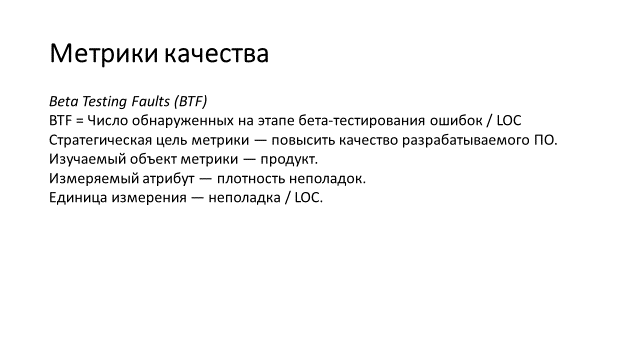 Метрики качества
Beta Testing Faults (BTF)
BTF = Число обнаруженных на этапе бета-тестирования ошибок / LOC
Стратегическая цель метрики — повысить качество разрабатываемого ПО.
Изучаемый объект метрики — продукт.
Измеряемый атрибут — плотность неполадок.
Единица измерения — неполадка / LOC.